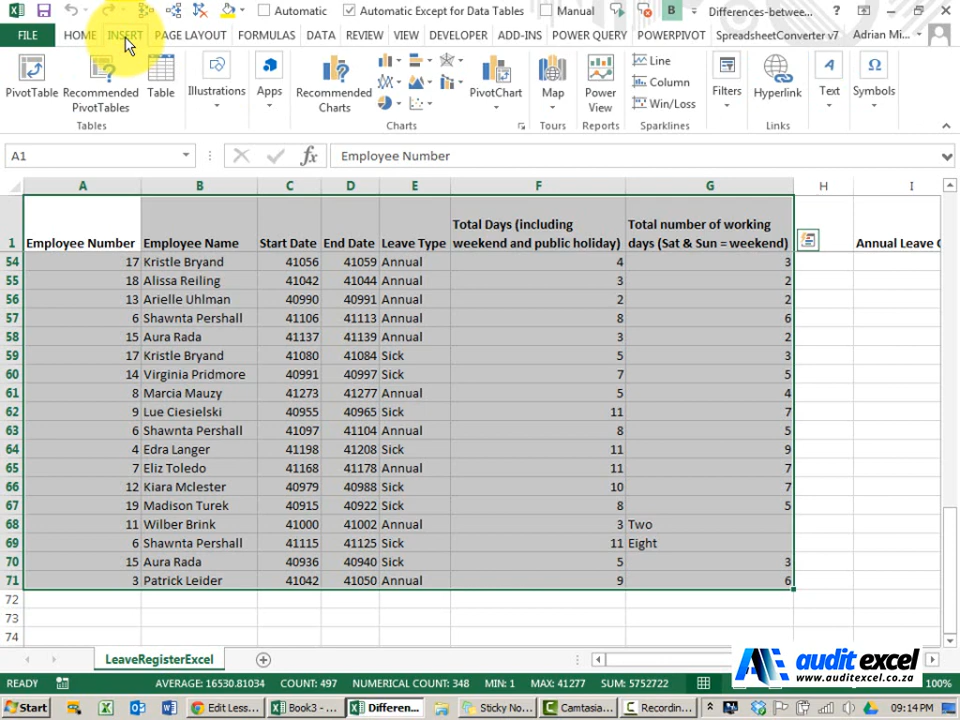 Automatic Automatic Except for Data Tables Manual B Differences-betwee...
FILE HOME INSERT PAGE LAYOUT FORMULAS DATA REVIEW VIEW DEVELOPER ADD-INS POWER QUERY POWERPIVOT SpreadsheetConverter v7 Adrian Mi...
PivotTable Recommended PivotTables Table Illustrations Apps Recommended Charts PivotChart Map Power View Line Column Win/Loss Filters Hyperlink Text Symbols
Tables Charts Tours Reports Sparklines Links
A1 fx Employee Number
A B C D E F G H I
1 Employee Number Employee Name Start Date End Date Leave Type Total Days (including weekend and public holiday) Total number of working days (Sat & Sun = weekend) Annual Leave
54 17 Kristle Bryand 41056 41059 Annual 4 3
55 18 Alissa Reiling 41042 41044 Annual 3 2
56 13 Arielle Uhlman 40990 40991 Annual 2 2
57 6 Shawnta Pershall 41106 41113 Annual 8 6
58 15 Aura Rada 41137 41139 Annual 3 2
59 17 Kristle Bryand 41080 41084 Sick 5 3
60 14 Virginia Pridmore 40991 40997 Sick 7 5
61 8 Marcia Mauzy 41273 41277 Annual 5 4
62 9 Lue Ciesielski 40955 40965 Sick 11 7
63 6 Shawnta Pershall 41097 41104 Annual 8 5
64 4 Edra Langer 41198 41208 Sick 11 9
65 7 Eliz Toledo 41168 41178 Annual 11 7
66 12 Kiara Mclester 40979 40988 Sick 10 7
67 19 Madison Turek 40915 40922 Sick 8 5
68 11 Wilber Brink 41000 41002 Annual 3 Two
69 6 Shawnta Pershall 41115 41125 Sick 11 Eight
70 15 Aura Rada 40936 40940 Sick 5 3
71 3 Patrick Leider 41042 41050 Annual 9 6
72
73
74
LeaveRegisterExcel
audit excel
www.auditexcel.co.za
READY AVERAGE: 16530.81034 COUNT: 497 NUMERICAL COUNT: 348 MIN: 1 MAX: 41277 SUM: 5752722 100%
Start Edit Less... Book3 - ... Differen... Sticky No... Camtasia... Recordin... 09:14 PM